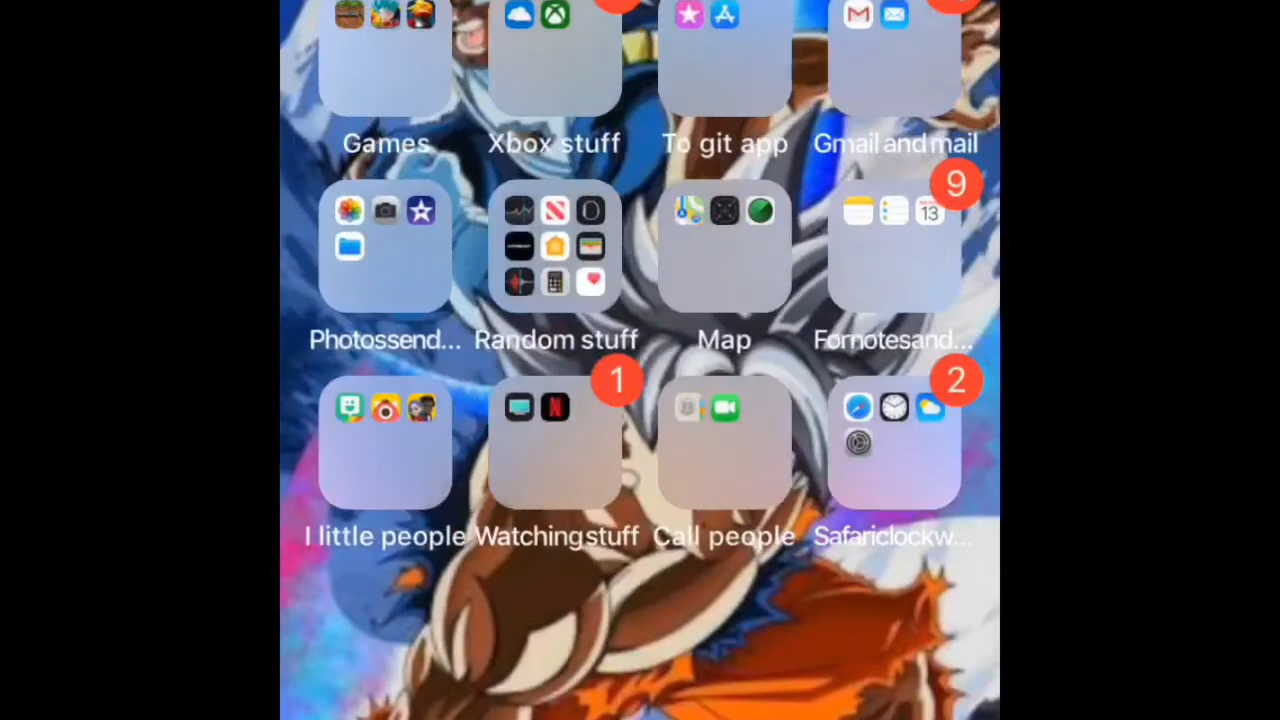 Games Xbox stuff To git app Gmail and mail
9
13
Photossend... Random stuff Map Fornotesand...
1 2
I little people Watchingstuff Call people Safariclockw...